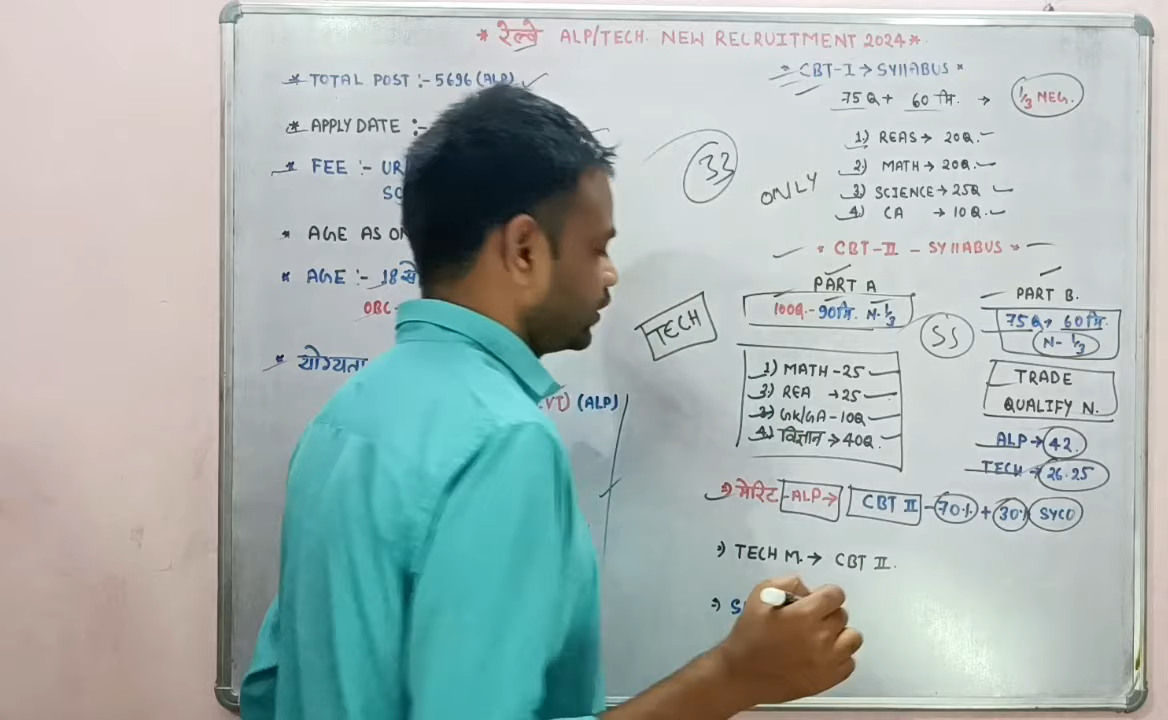 * रेल्वे ALP/TECH. NEW RECRUITMENT 2024 *
* TOTAL POST :- 5696 (ALP)
* APPLY DATE :-
* FEE :- UR
SC
* AGE AS ON
* AGE :- 18 से
OBC-
* योग्यता
(ALP)
33
ONLY
TECH
* CBT-I → SYllABUS *
75 Q + 60 मि. → 1/3 NEG.
1) REAS → 20Q.
2) MATH → 20Q.
3) SCIENCE → 25Q
4) CA → 10Q.
* CBT-II - SYllABUS *
PART A
100Q.- 90 मि. N- 1/3
SS
1) MATH - 25
2) REA → 25
3) GK/GA - 10Q
4) विज्ञान → 40Q.
PART B.
75 Q → 60 मि.
N- 1/3
TRADE
QUALIFY N.
ALP → 42.
TECH → 26.25
=) मेरिट - ALP → CBT II - 70% + 30% SYCO
=) TECH M. → CBT II.
=) S